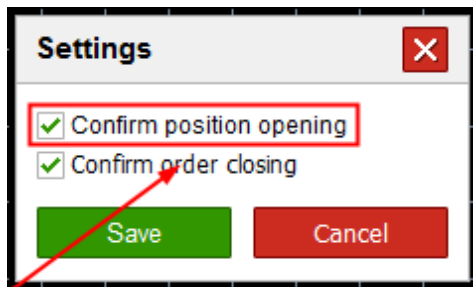 Settings
Confirm position opening
Confirm order closing
Save Cancel